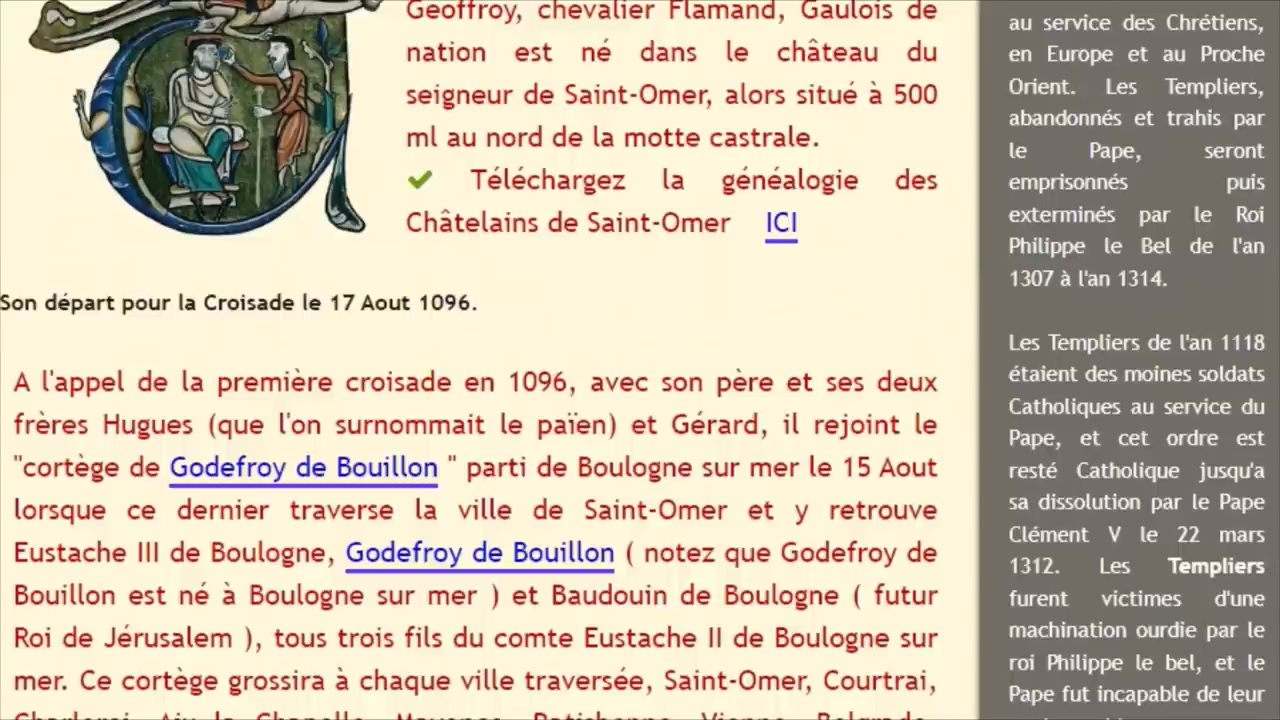 Geoffroy, chevalier Flamand, Gaulois de
nation est né dans le château du
seigneur de Saint-Omer, alors situé à 500
ml au nord de la motte castrale.
✔ Téléchargez la généalogie des
Châtelains de Saint-Omer ICI
Son départ pour la Croisade le 17 Aout 1096.
A l'appel de la première croisade en 1096, avec son père et ses deux
frères Hugues (que l'on surnommait le païen) et Gérard, il rejoint le
"cortège de Godefroy de Bouillon " parti de Boulogne sur mer le 15 Aout
lorsque ce dernier traverse la ville de Saint-Omer et y retrouve
Eustache III de Boulogne, Godefroy de Bouillon ( notez que Godefroy de
Bouillon est né à Boulogne sur mer ) et Baudouin de Boulogne ( futur
Roi de Jérusalem ), tous trois fils du comte Eustache II de Boulogne sur
mer. Ce cortège grossira à chaque ville traversée, Saint-Omer, Courtrai,
au service des Chrétiens,
en Europe et au Proche
Orient. Les Templiers,
abandonnés et trahis par
le Pape, seront
emprisonnés puis
exterminés par le Roi
Philippe le Bel de l'an
1307 à l'an 1314.
Les Templiers de l'an 1118
étaient des moines soldats
Catholiques au service du
Pape, et cet ordre est
resté Catholique jusqu'a
sa dissolution par le Pape
Clément V le 22 mars
1312. Les Templiers
furent victimes d'une
machination ourdie par le
roi Philippe le bel, et le
Pape fut incapable de leur